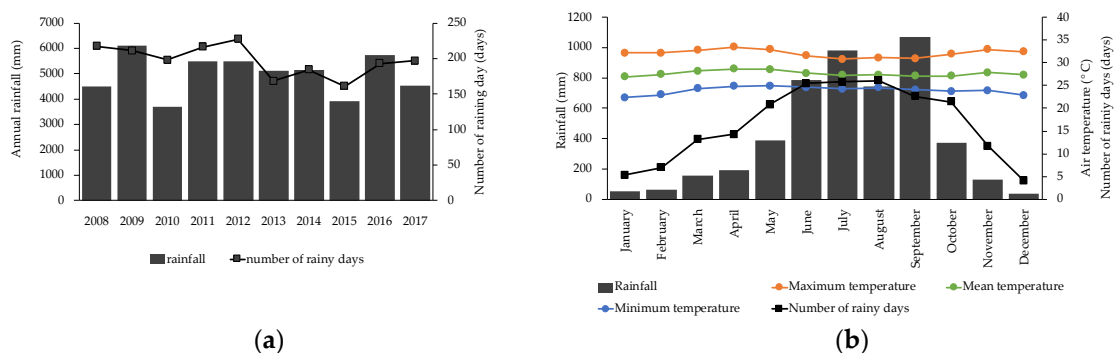 7000
6000
5000
4000
3000
2000
1000
0
Annual rainfall (mm)
250
200
150
100
50
0
Number of raining day (days)
2008 2009 2010 2011 2012 2013 2014 2015 2016 2017
rainfall number of rainy days
(a)
1200
1000
800
600
400
200
0
Rainfall (mm)
40
35
30
25
20
15
10
5
0
Air temperature (°C)
Number of rainiy days (days)
January February March April May June July August September October November December
Rainfall Maximum temperature Mean temperature
Minimum temperature Number of rainy days
(b)